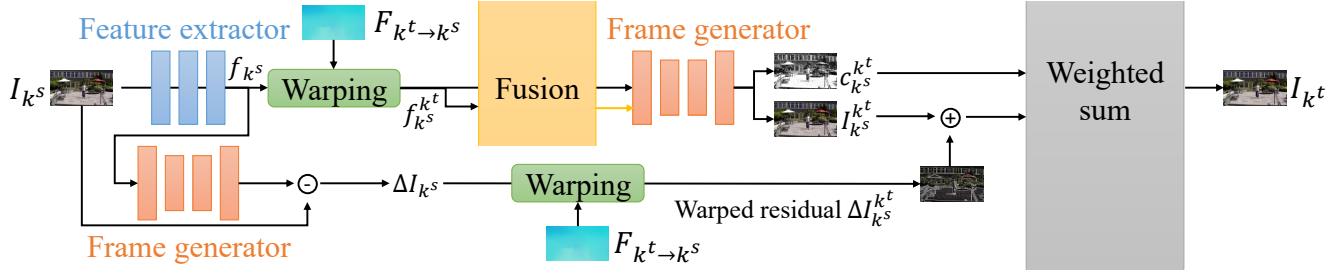 Feature extractor
F_{k^t→k^s}
Frame generator
I_{k^s}
f_{k^s}
Warping
f_{k^s}^{k^t}
Fusion
c_{k^s}^{k^t}
I_{k^s}^{k^t}
+
Weighted
sum
I_{k^t}
-
ΔI_{k^s}
Warping
Warped residual ΔI_{k^s}^{k^t}
Frame generator
F_{k^t→k^s}